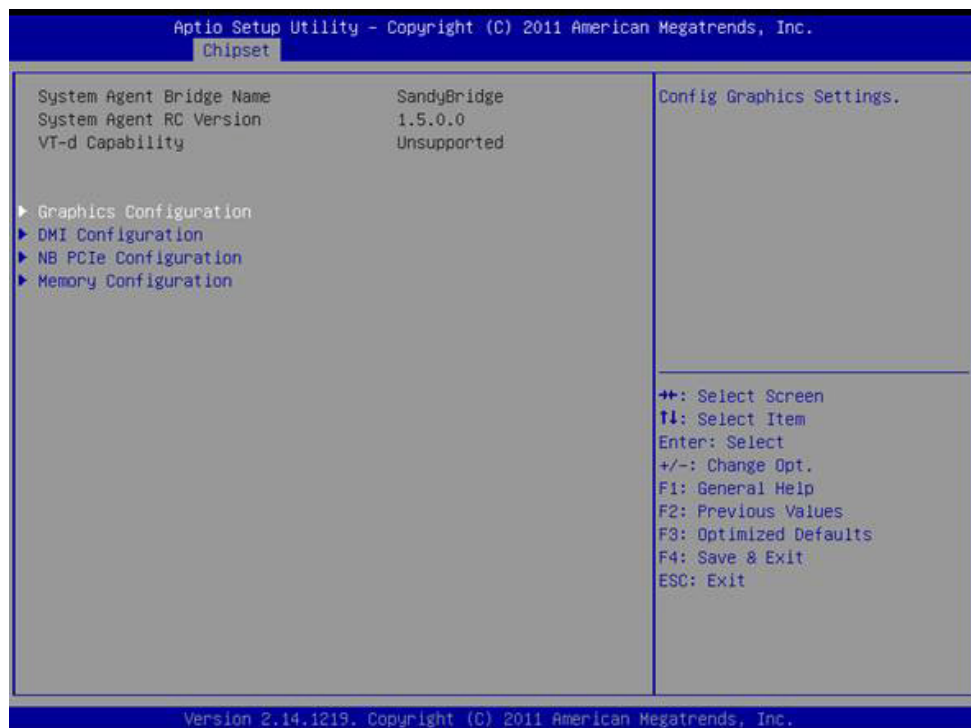 Aptio Setup Utility – Copyright (C) 2011 American Megatrends, Inc.
Chipset
System Agent Bridge Name SandyBridge
System Agent RC Version 1.5.0.0
VT-d Capability Unsupported
▶ Graphics Configuration
▶ DMI Configuration
▶ NB PCIe Configuration
▶ Memory Configuration
Config Graphics Settings.
→←: Select Screen
↑↓: Select Item
Enter: Select
+/-: Change Opt.
F1: General Help
F2: Previous Values
F3: Optimized Defaults
F4: Save & Exit
ESC: Exit
Version 2.14.1219. Copyright (C) 2011 American Megatrends, Inc.